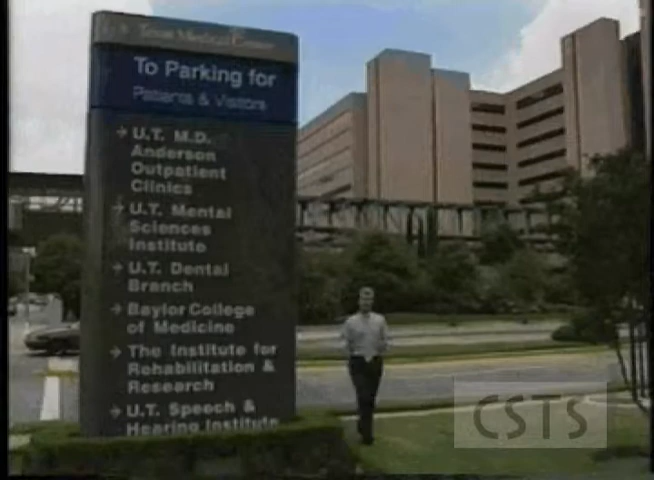 Texas Medical Center
To Parking for
Patients & Visitors
→ U.T. M.D.
Anderson
Outpatient
Clinics
→ U.T. Mental
Sciences
Institute
→ U.T. Dental
Branch
→ Baylor College
of Medicine
→ The Institute for
Rehabilitation &
Research
→ U.T. Speech &
Hearing Institute
CSTS